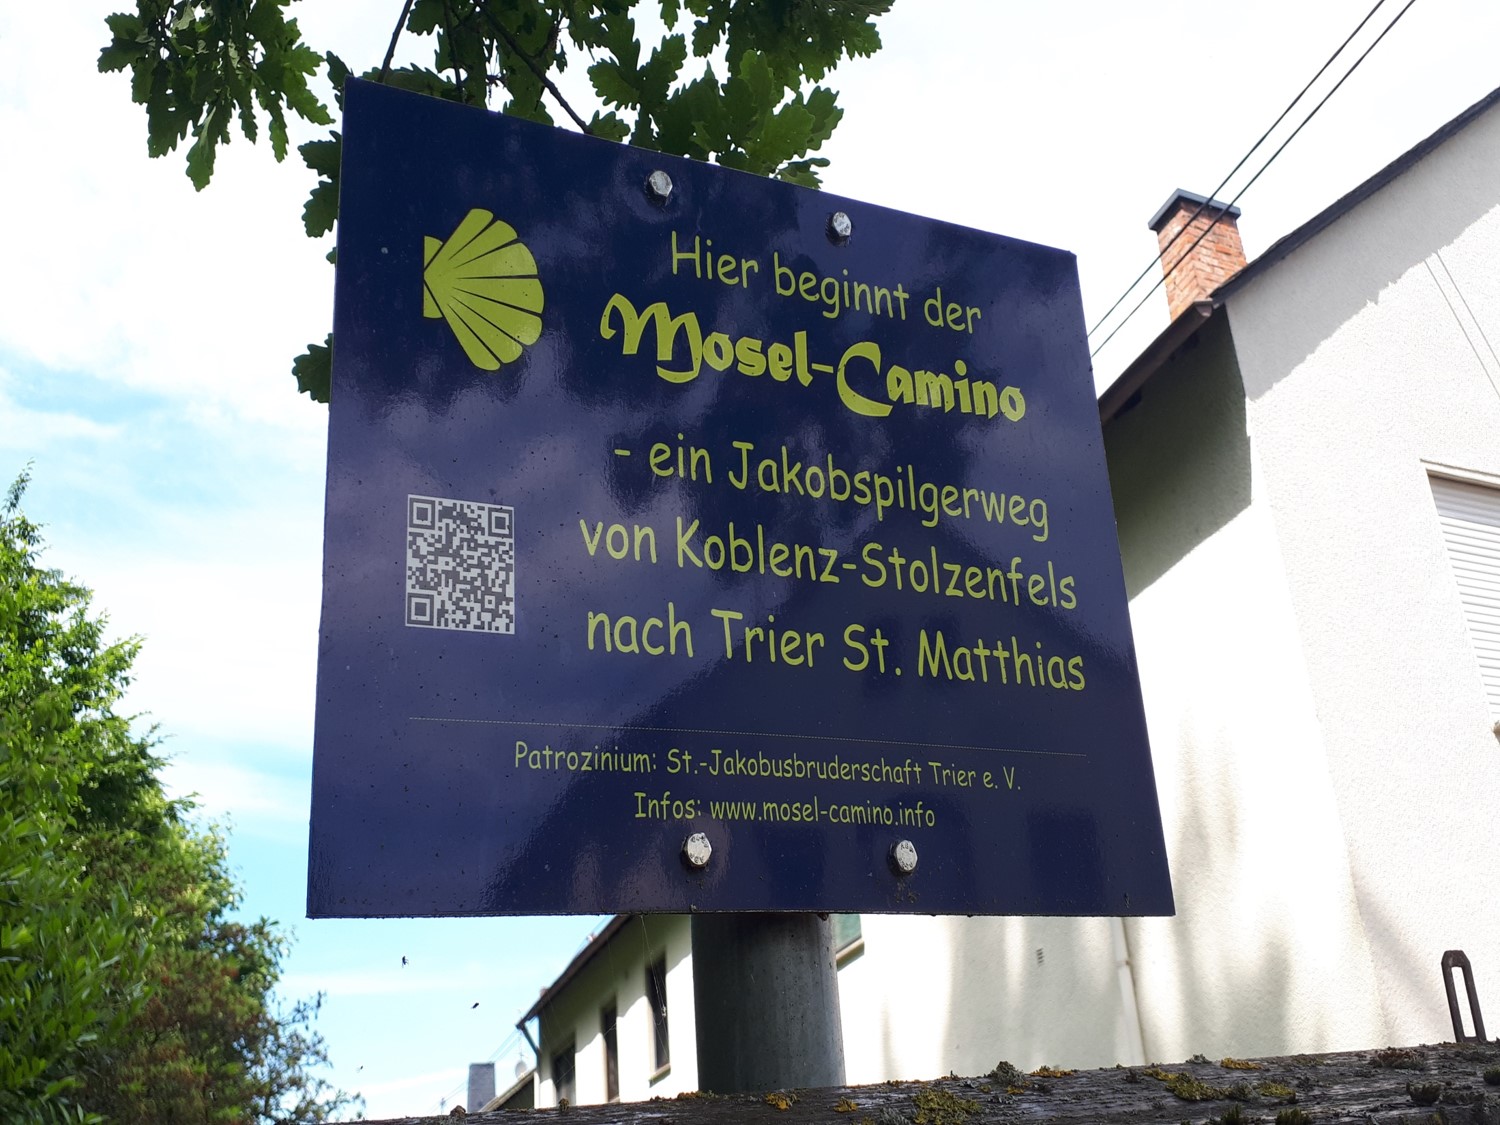 Hier beginnt der
Mosel-Camino
- ein Jakobspilgerweg
von Koblenz-Stolzenfels
nach Trier St. Matthias
Patrozinium: St.-Jakobusbruderschaft Trier e. V.
Infos: www.mosel-camino.info